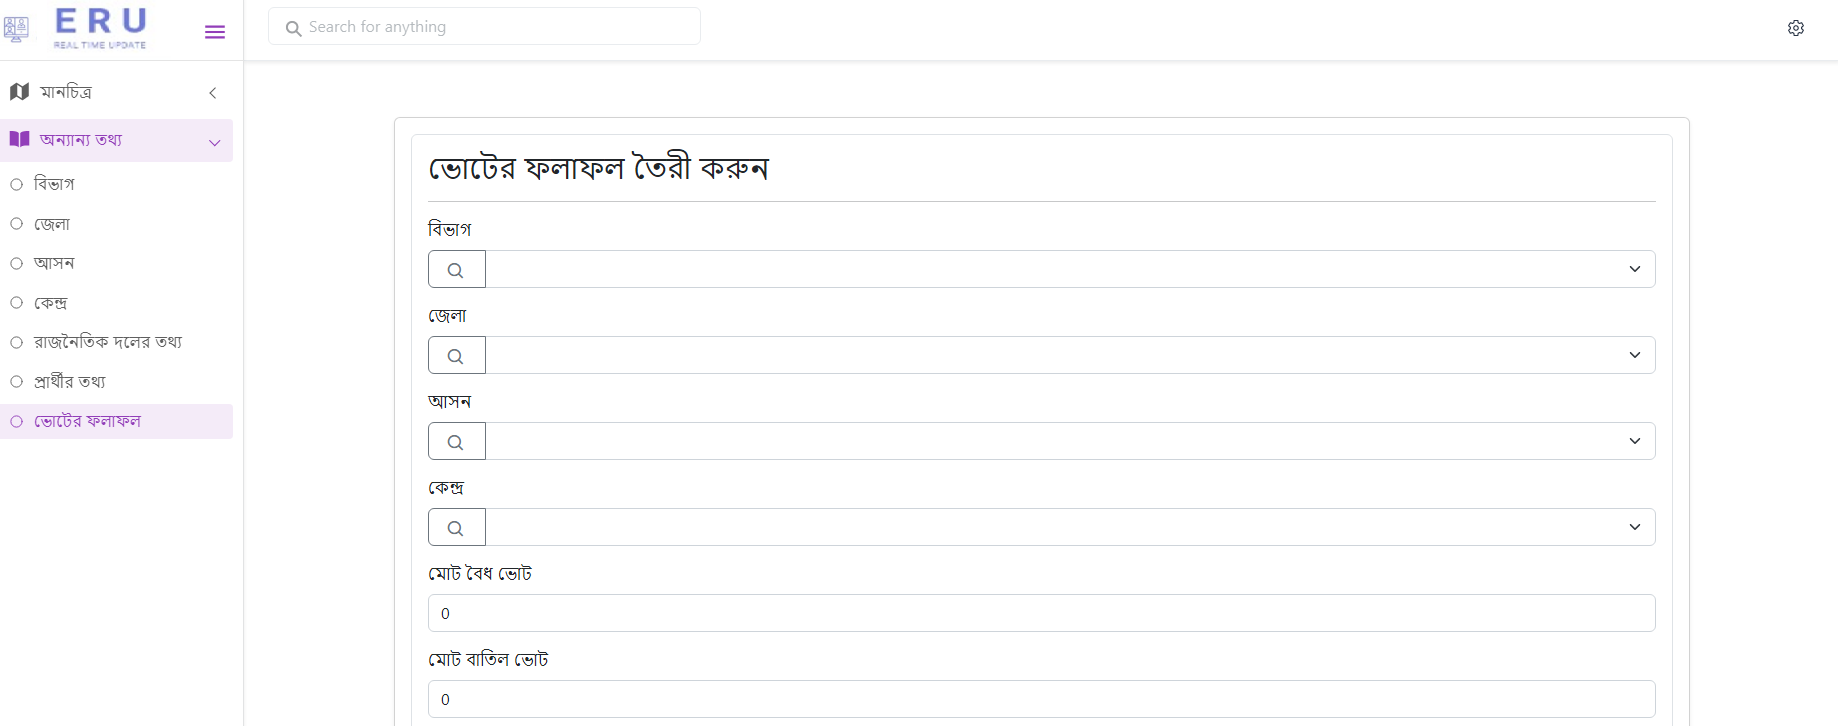 ERU
REAL TIME UPDATE
Search for anything
মানচিত্র
অন্যান্য তথ্য
বিভাগ
জেলা
আসন
কেন্দ্র
রাজনৈতিক দলের তথ্য
প্রার্থীর তথ্য
ভোটের ফলাফল
ভোটের ফলাফল তৈরী করুন
বিভাগ
জেলা
আসন
কেন্দ্র
মোট বৈধ ভোট
0
মোট বাতিল ভোট
0